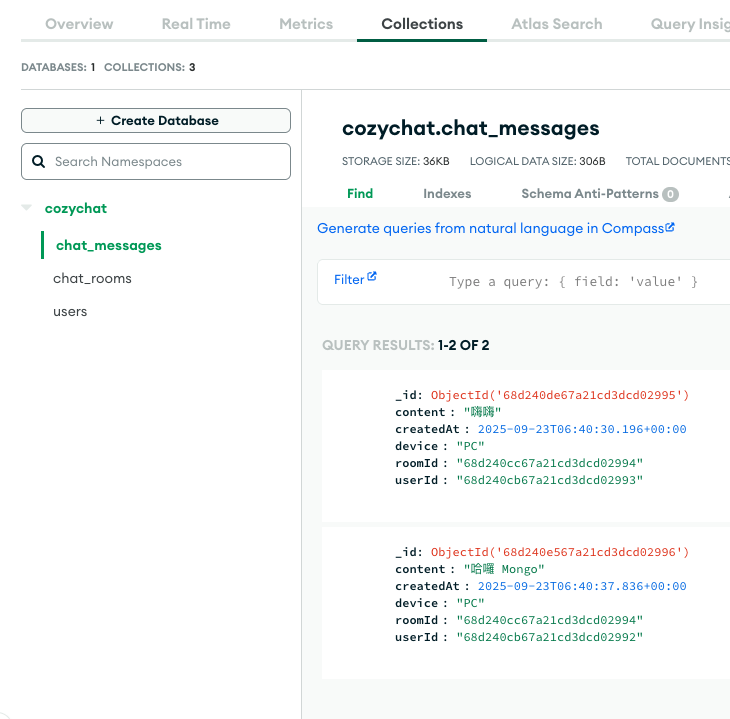 Overview Real Time Metrics Collections Atlas Search Query Insig
DATABASES: 1 COLLECTIONS: 3
+ Create Database
Search Namespaces
cozychat
chat_messages
chat_rooms
users
cozychat.chat_messages
STORAGE SIZE: 36KB LOGICAL DATA SIZE: 306B TOTAL DOCUMENTS
Find Indexes Schema Anti-Patterns 0
Generate queries from natural language in Compass
Filter Type a query: { field: 'value' }
QUERY RESULTS: 1-2 OF 2
_id: ObjectId('68d240de67a21cd3dcd02995')
content : "嗨嗨"
createdAt : 2025-09-23T06:40:30.196+00:00
device : "PC"
roomId : "68d240cc67a21cd3dcd02994"
userId : "68d240cb67a21cd3dcd02993"
_id: ObjectId('68d240e567a21cd3dcd02996')
content : "哈囉 Mongo"
createdAt : 2025-09-23T06:40:37.836+00:00
device : "PC"
roomId : "68d240cc67a21cd3dcd02994"
userId : "68d240cb67a21cd3dcd02992"